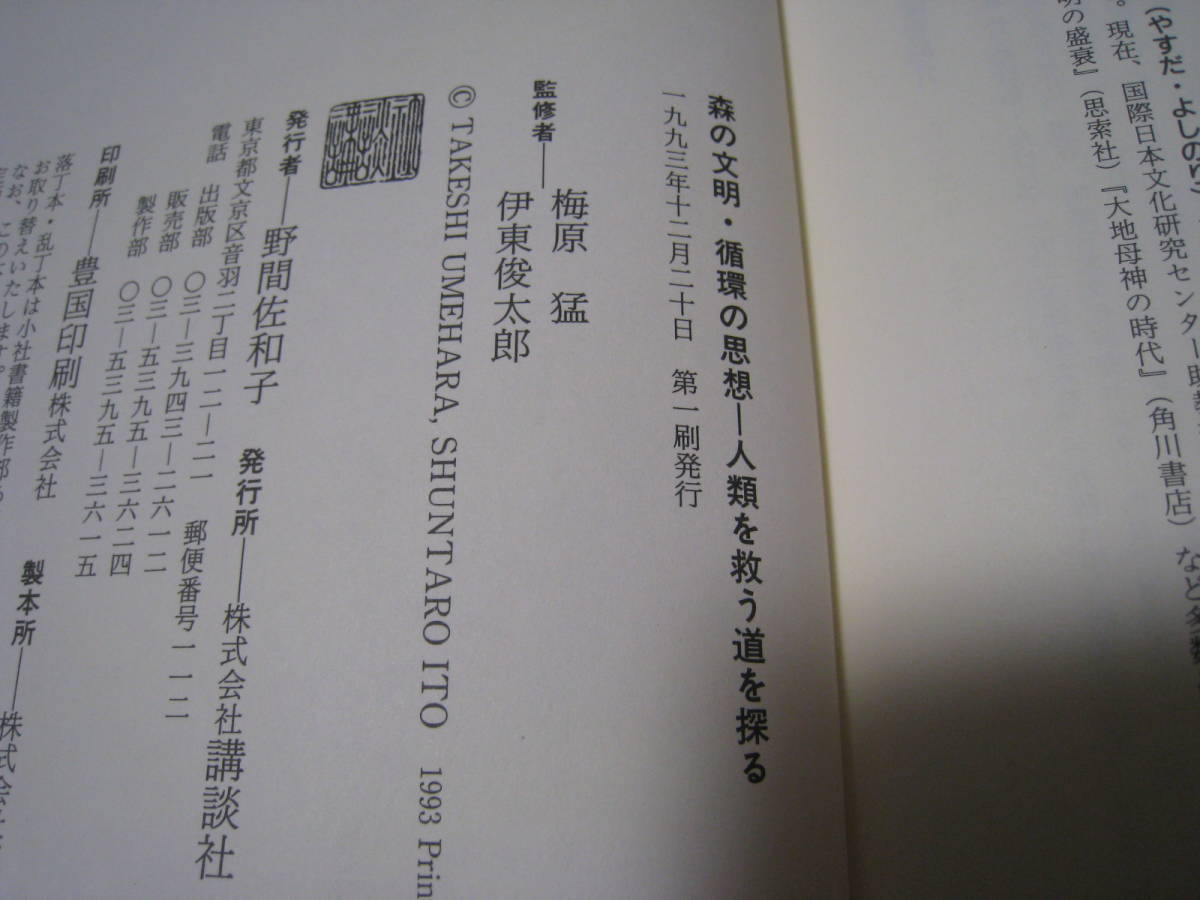 (やすだ・よしのり)
。現在、国際日本文化研究センター助教
明の盛衰』(思索社)『大地母神の時代』(角川書店)など多数
森の文明・循環の思想―人類を救う道を探る
一九九三年十二月二十日　第一刷発行
監修者――梅原　猛
伊東俊太郎
© TAKESHI UMEHARA, SHUNTARO ITO　1993 Prin
発行者――野間佐和子　発行所――株式会社講談社
東京都文京区音羽二丁目一二―二一　郵便番号一一二
電話　出版部　〇三―三九四三―二六一二
販売部　〇三―五三九五―三六二四
製作部　〇三―五三九五―三六一五
印刷所――豊国印刷株式会社　製本所――株式会社
落丁本・乱丁本は小社書籍製作部
お取り替えいたします。
なお、この